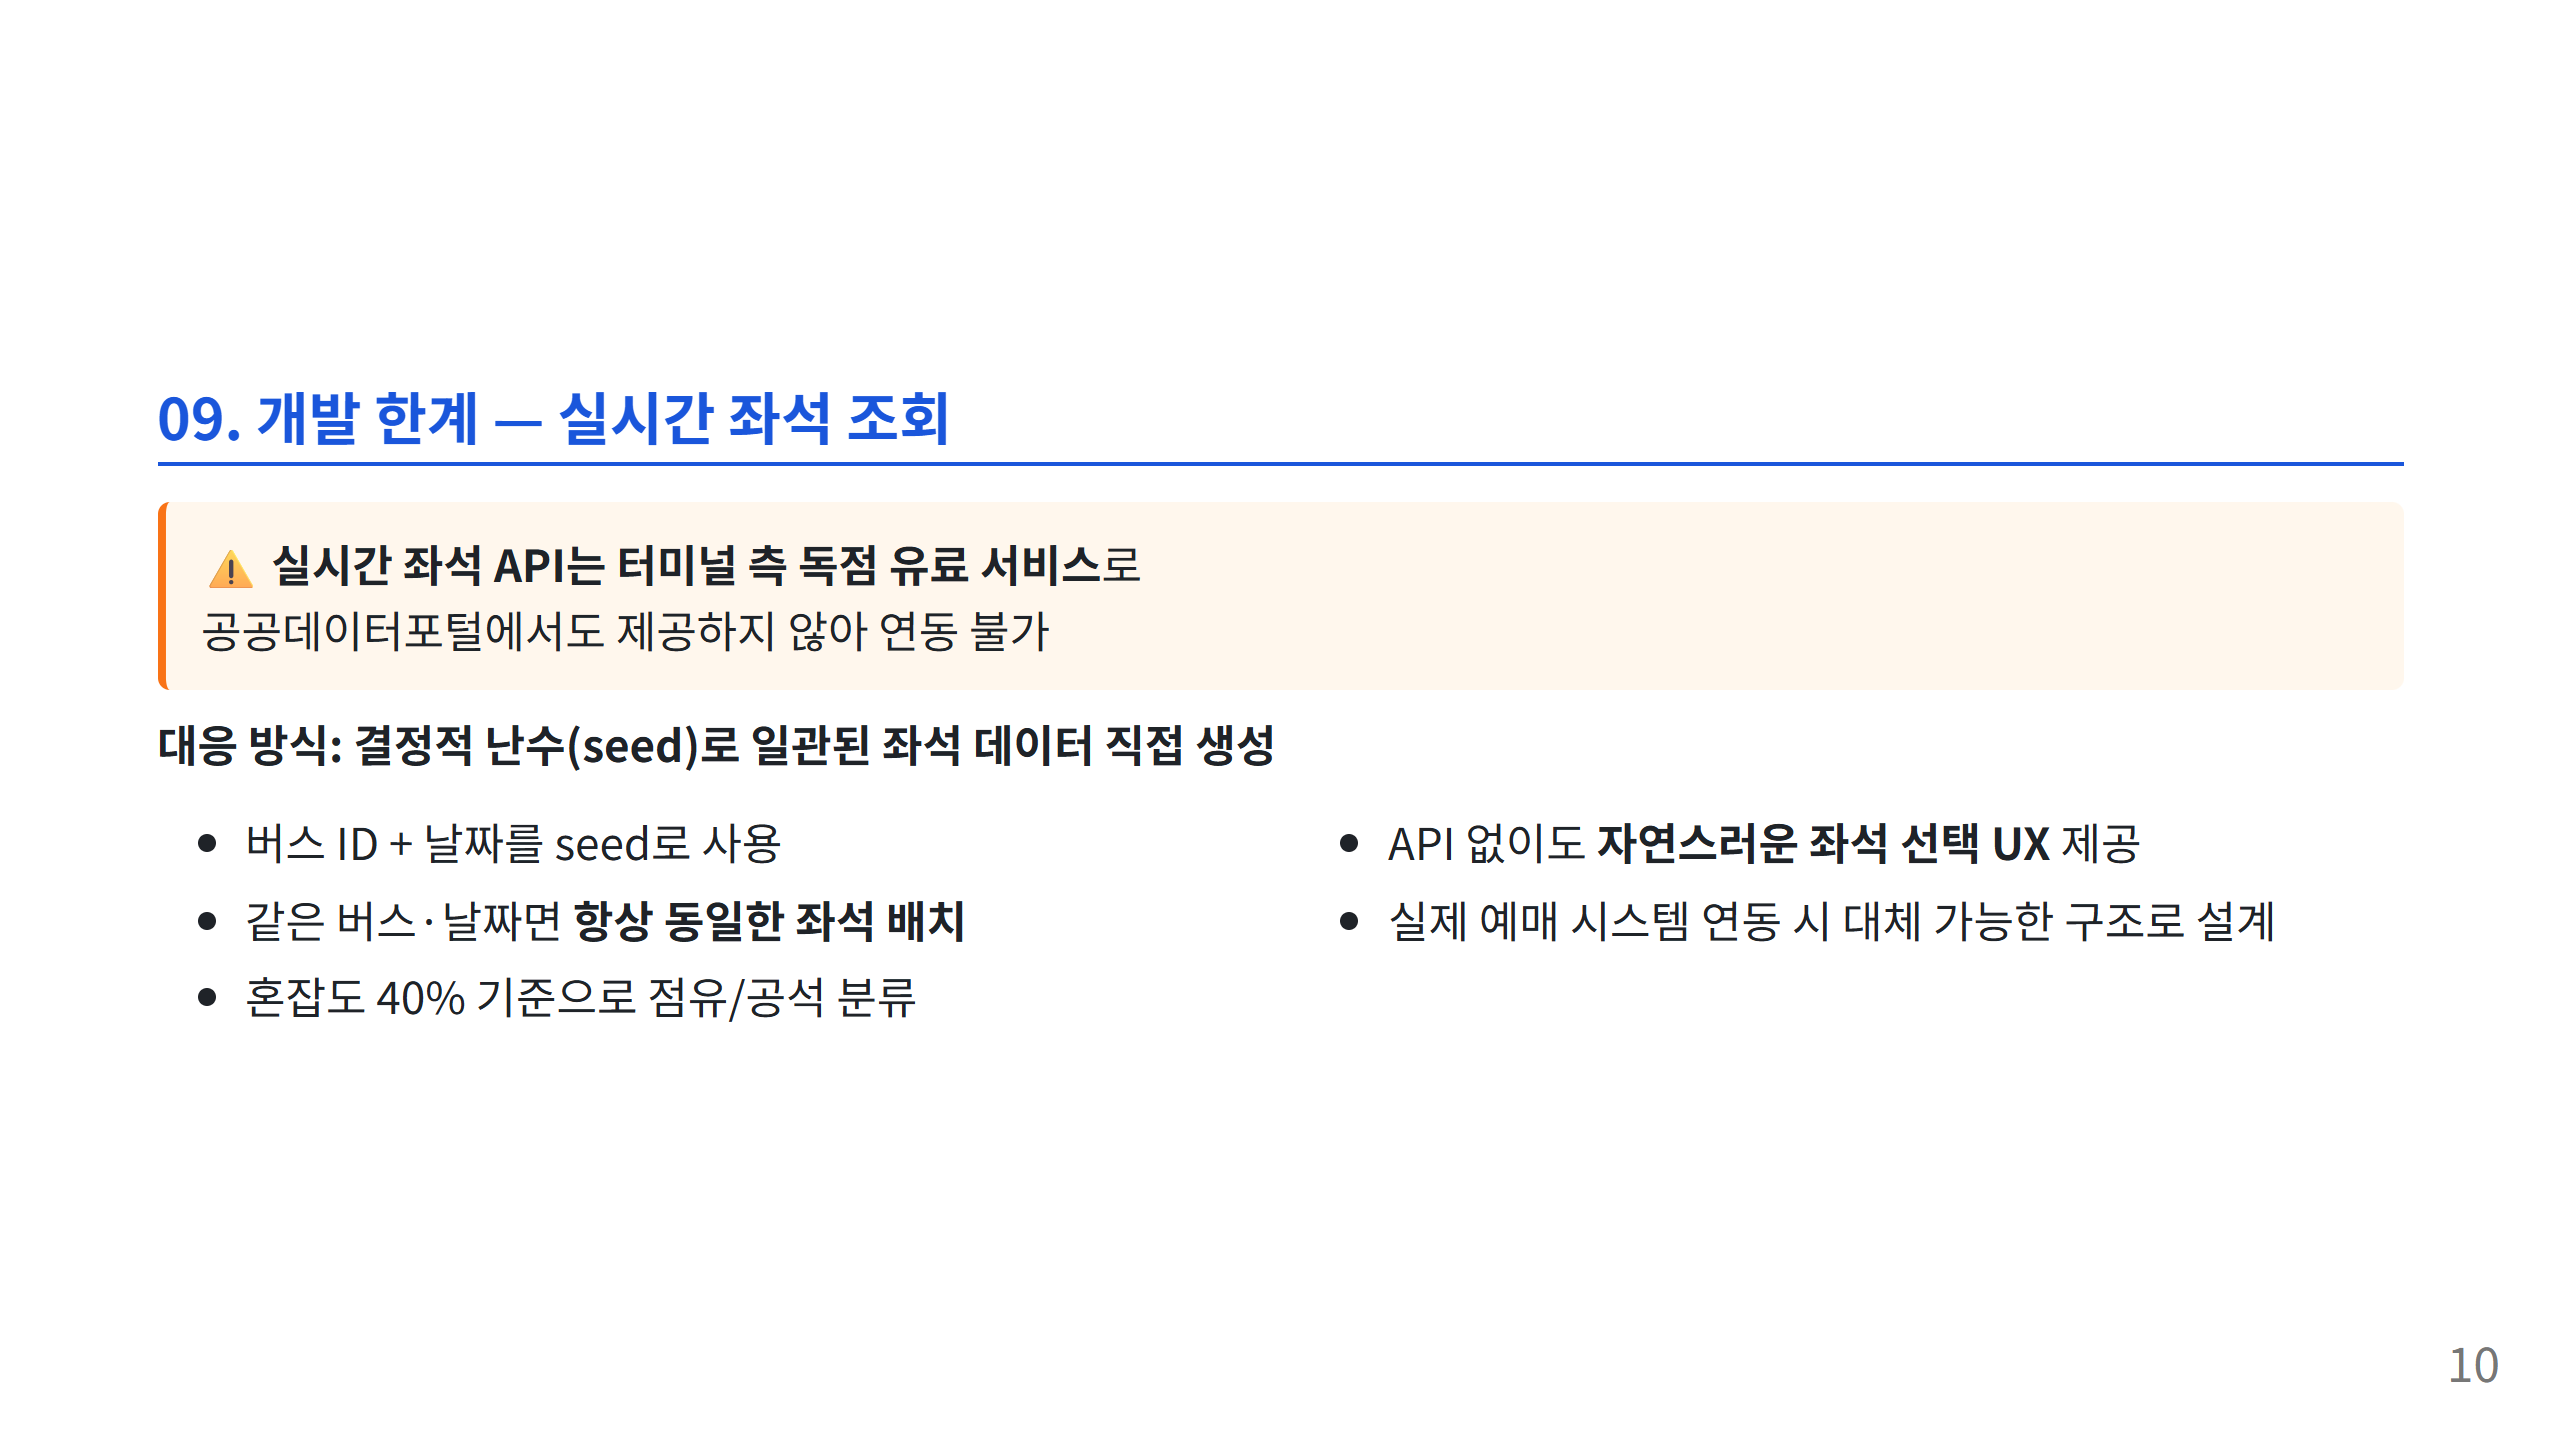 09. 개발 한계 — 실시간 좌석 조회
⚠️ 실시간 좌석 API는 터미널 측 독점 유료 서비스로
공공데이터포털에서도 제공하지 않아 연동 불가
대응 방식: 결정적 난수(seed)로 일관된 좌석 데이터 직접 생성
• 버스 ID + 날짜를 seed로 사용
• 같은 버스·날짜면 항상 동일한 좌석 배치
• 혼잡도 40% 기준으로 점유/공석 분류
• API 없이도 자연스러운 좌석 선택 UX 제공
• 실제 예매 시스템 연동 시 대체 가능한 구조로 설계
10